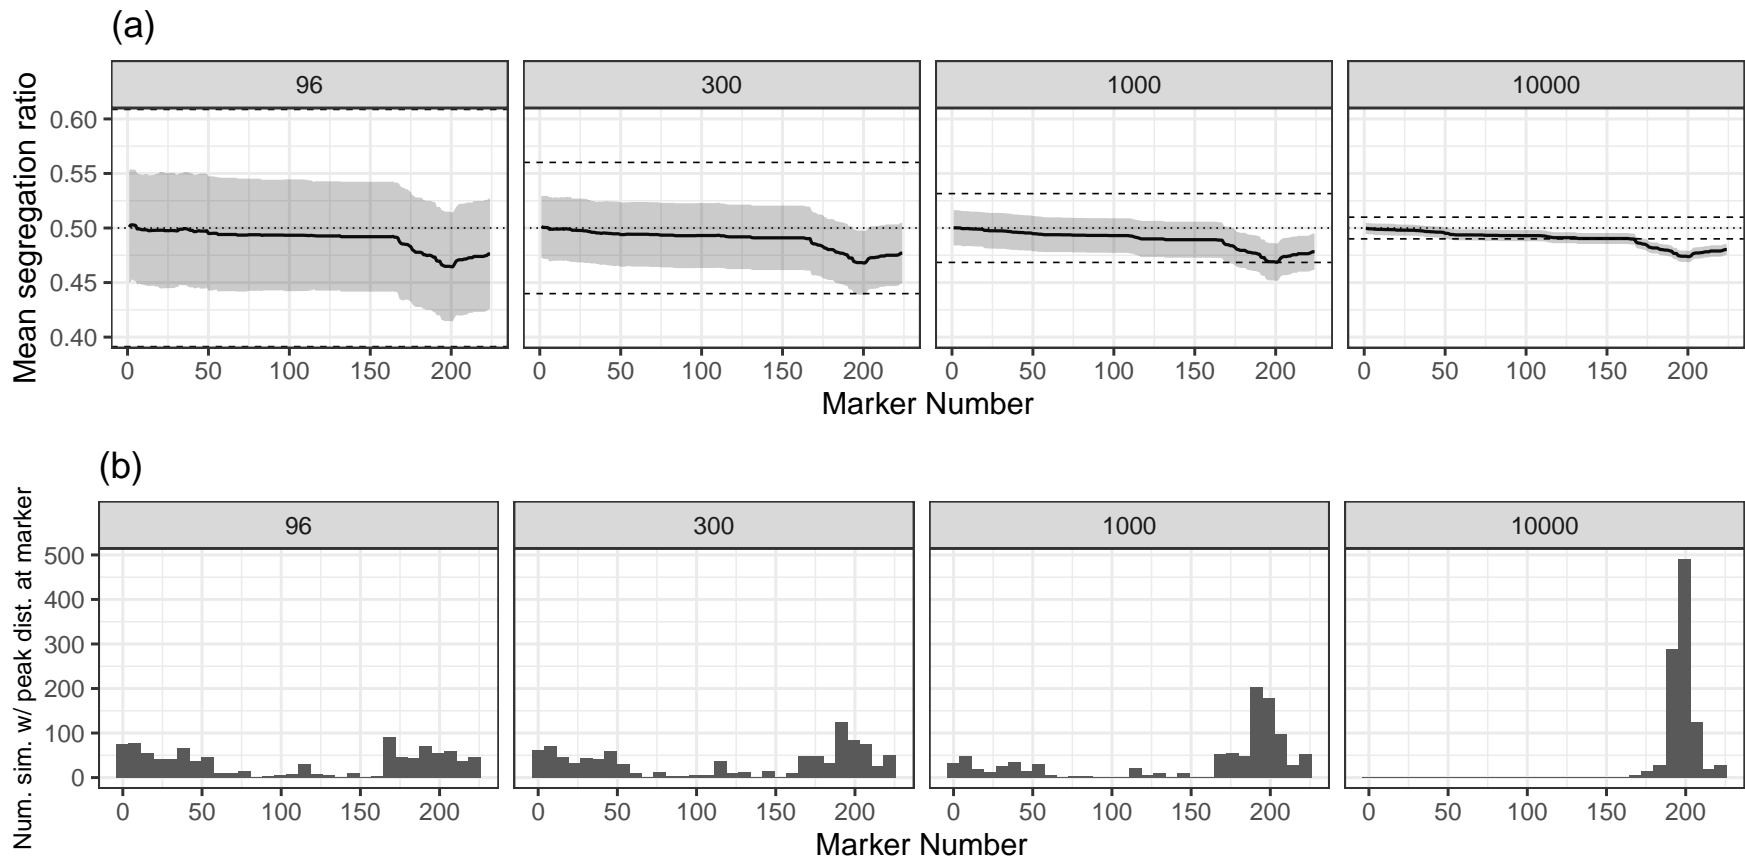 (a)
96 300 1000 10000
Mean segregation ratio
0.60
0.55
0.50
0.45
0.40
0 50 100 150 200 0 50 100 150 200 0 50 100 150 200 0 50 100 150 200
Marker Number
(b)
96 300 1000 10000
Num. sim. w/ peak dist. at marker
500
400
300
200
100
0
0 50 100 150 200 0 50 100 150 200 0 50 100 150 200 0 50 100 150 200
Marker Number